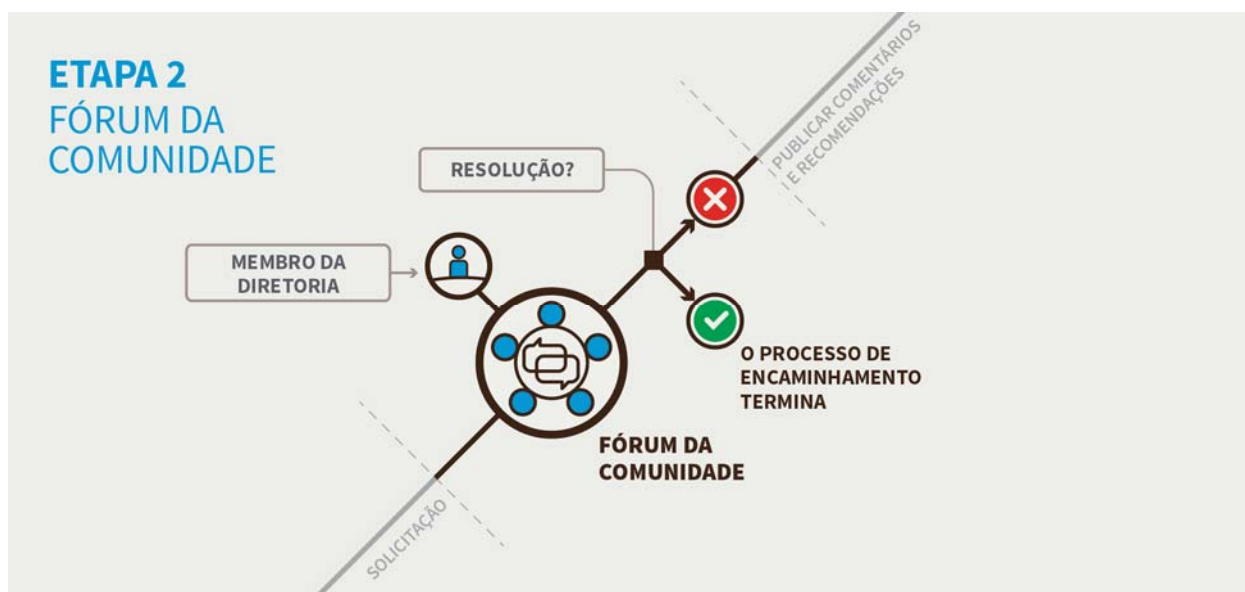 ETAPA 2
FÓRUM DA
COMUNIDADE
RESOLUÇÃO?
MEMBRO DA
DIRETORIA
PUBLICAR COMENTÁRIOS
E RECOMENDAÇÕES
O PROCESSO DE
ENCAMINHAMENTO
TERMINA
FÓRUM DA
COMUNIDADE
SOLICITAÇÃO